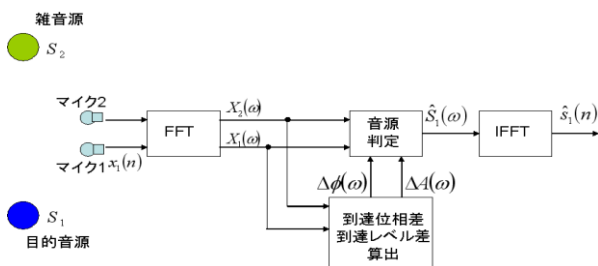 雑音源
S₂
マイク2
マイク1
x₁(n)
FFT
X₂(ω)
X₁(ω)
音源
判定
Ŝ₁(ω)
IFFT
ŝ₁(n)
Δϕ(ω)
ΔA(ω)
到達位相差
到達レベル差
算出
S₁
目的音源